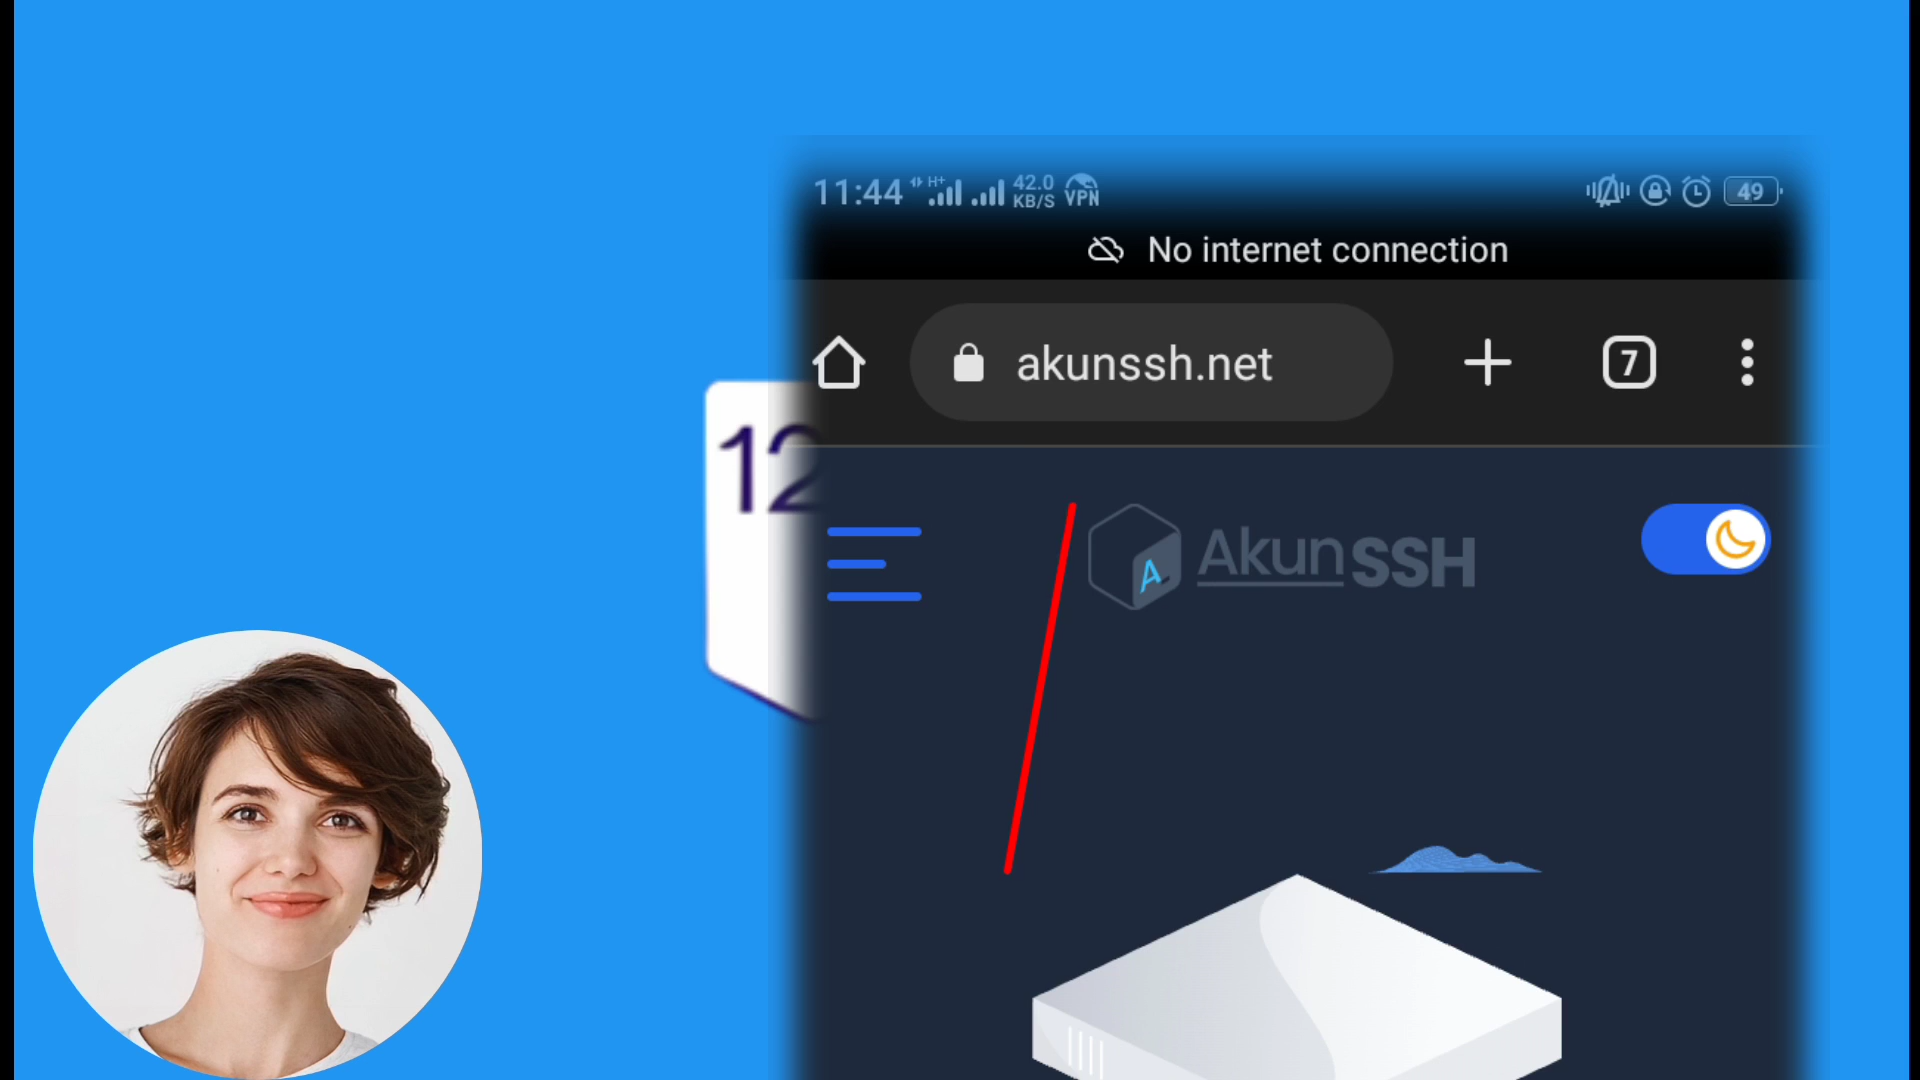 11:44 H+ 42.0 KB/S VPN 49
No internet connection
akunssh.net 7
12
A AkunSSH